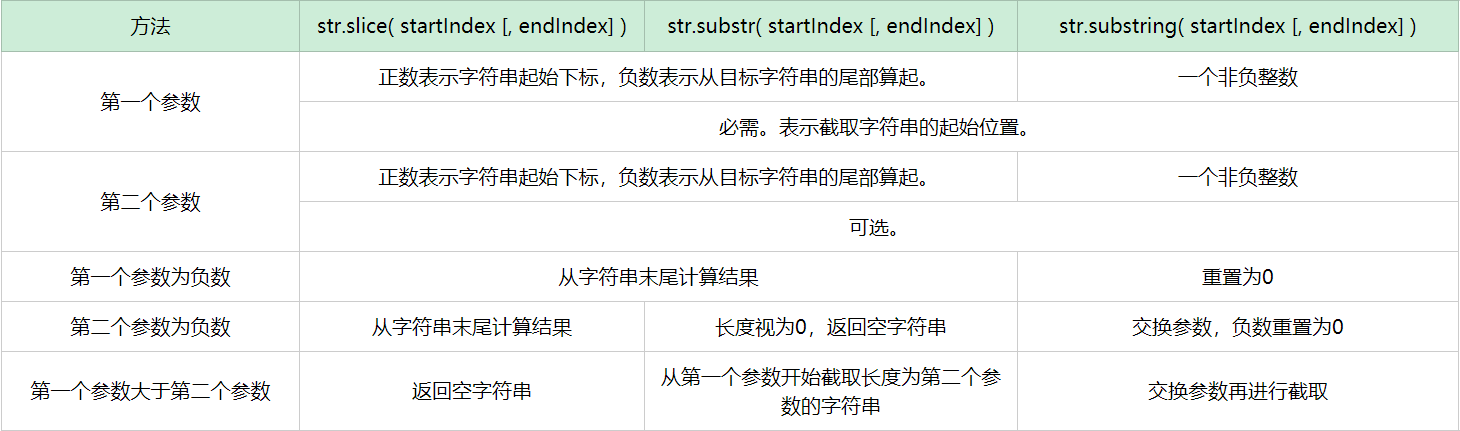 方法
str.slice( startIndex [, endIndex] )
str.substr( startIndex [, endIndex] )
str.substring( startIndex [, endIndex] )
第一个参数
正数表示字符串起始下标，负数表示从目标字符串的尾部算起。
一个非负整数
必需。表示截取字符串的起始位置。
第二个参数
正数表示字符串起始下标，负数表示从目标字符串的尾部算起。
一个非负整数
可选。
第一个参数为负数
从字符串末尾计算结果
重置为0
第二个参数为负数
从字符串末尾计算结果
长度视为0，返回空字符串
交换参数，负数重置为0
第一个参数大于第二个参数
返回空字符串
从第一个参数开始截取长度为第二个参
数的字符串
交换参数再进行截取